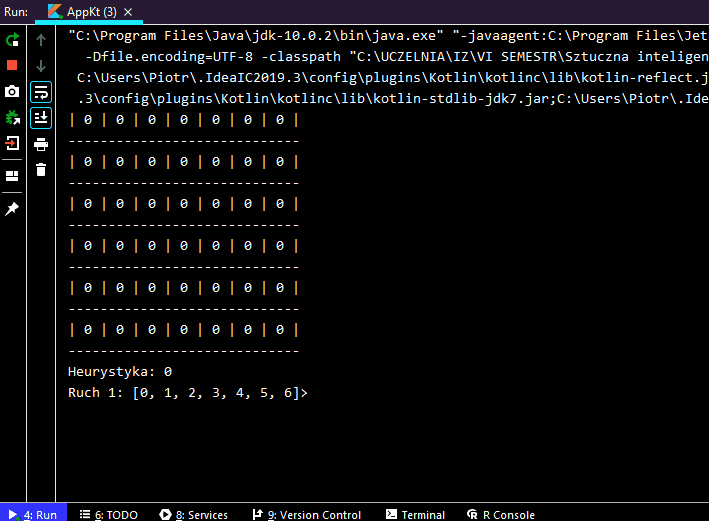 Run: AppKt (3) ×
"C:\Program Files\Java\jdk-10.0.2\bin\java.exe" "-javaagent:C:\Program Files\Jet
-Dfile.encoding=UTF-8 -classpath "C:\UCZELNIA\IZ\VI SEMESTR\Sztuczna inteligen
C:\Users\Piotr\.IdeaIC2019.3\config\plugins\Kotlin\kotlinc\lib\kotlin-reflect.j
.3\config\plugins\Kotlin\kotlinc\lib\kotlin-stdlib-jdk7.jar;C:\Users\Piotr\.Ide
| 0 | 0 | 0 | 0 | 0 | 0 | 0 |
-----------------------------
| 0 | 0 | 0 | 0 | 0 | 0 | 0 |
-----------------------------
| 0 | 0 | 0 | 0 | 0 | 0 | 0 |
-----------------------------
| 0 | 0 | 0 | 0 | 0 | 0 | 0 |
-----------------------------
| 0 | 0 | 0 | 0 | 0 | 0 | 0 |
-----------------------------
| 0 | 0 | 0 | 0 | 0 | 0 | 0 |
-----------------------------
Heurystyka: 0
Ruch 1: [0, 1, 2, 3, 4, 5, 6]>
4: Run 6: TODO 8: Services 9: Version Control Terminal R Console